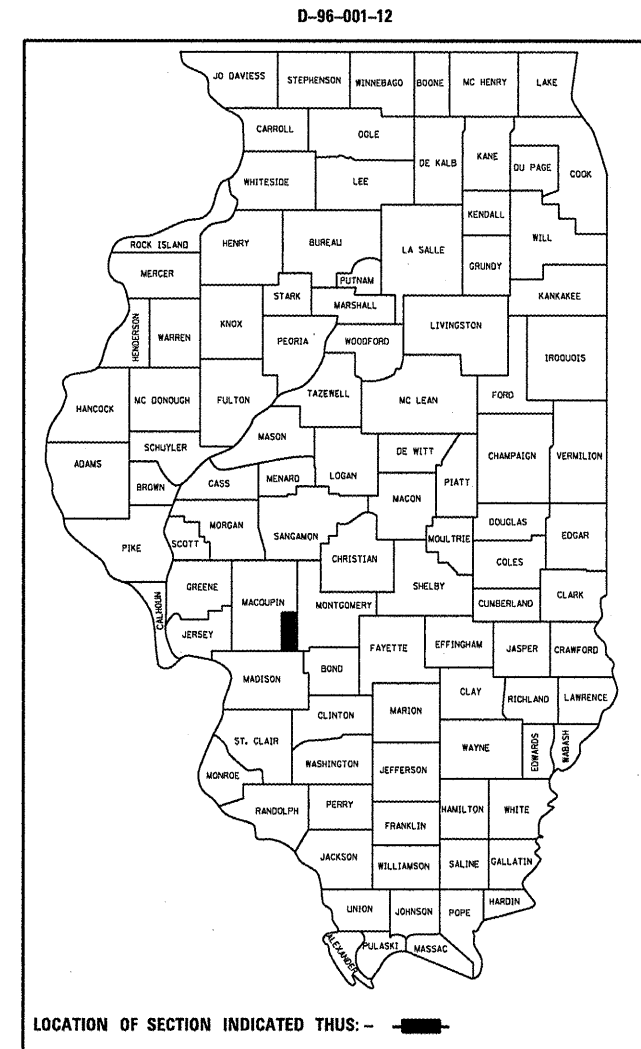 D-96-001-12
JO DAVIESS
STEPHENSON
WINNEBAGO
BOONE
MC HENRY
LAKE
CARROLL
OGLE
DE KALB
KANE
DU PAGE
COOK
WHITESIDE
LEE
KENDALL
WILL
ROCK ISLAND
HENRY
BUREAU
LA SALLE
GRUNDY
MERCER
PUTNAM
STARK
MARSHALL
KANKAKEE
HENDERSON
WARREN
KNOX
PEORIA
WOODFORD
LIVINGSTON
IROQUOIS
HANCOCK
MC DONOUGH
FULTON
TAZEWELL
MC LEAN
FORD
ADAMS
SCHUYLER
MASON
DE WITT
CHAMPAIGN
VERMILION
BROWN
CASS
MENARD
LOGAN
MACON
PIATT
PIKE
SCOTT
MORGAN
SANGAMON
CHRISTIAN
MOULTRIE
DOUGLAS
EDGAR
COLES
CALHOUN
GREENE
MACOUPIN
MONTGOMERY
SHELBY
CUMBERLAND
CLARK
JERSEY
FAYETTE
EFFINGHAM
JASPER
CRAWFORD
MADISON
BOND
CLAY
RICHLAND
LAWRENCE
CLINTON
MARION
ST. CLAIR
WAYNE
EDWARDS
WABASH
MONROE
WASHINGTON
JEFFERSON
RANDOLPH
PERRY
HAMILTON
WHITE
FRANKLIN
JACKSON
WILLIAMSON
SALINE
GALLATIN
UNION
JOHNSON
POPE
HARDIN
ALEXANDER
PULASKI
MASSAC
LOCATION OF SECTION INDICATED THUS: -